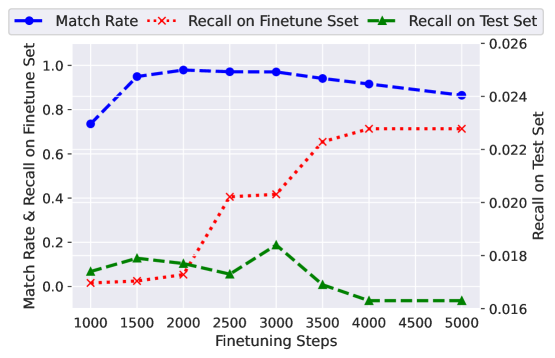 Match Rate Recall on Finetune Sset Recall on Test Set
Match Rate & Recall on Finetune Set
1.0
0.8
0.6
0.4
0.2
0.0
0.026
0.024
0.022
0.020
0.018
0.016
Recall on Test Set
1000 1500 2000 2500 3000 3500 4000 4500 5000
Finetuning Steps